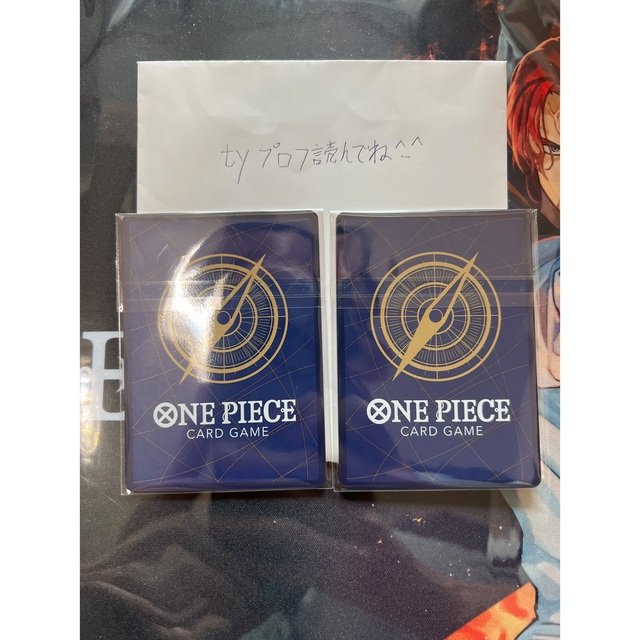 ty プロフ読んでね^_^
ONE PIECE
CARD GAME
ONE PIECE
CARD GAME